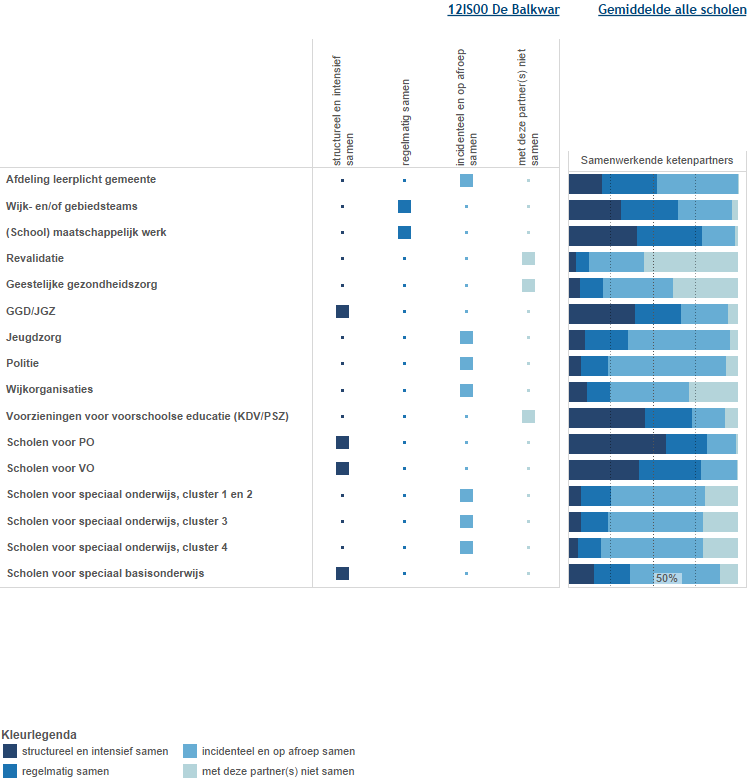 12IS00 De Balkwar
Gemiddelde alle scholen
structureel en intensief
samen
regelmatig samen
incidenteel en op afroep
samen
met deze partner(s) niet
samen
Samenwerkende ketenpartners
Afdeling leerplicht gemeente
Wijk- en/of gebiedsteams
(School) maatschappelijk werk
Revalidatie
Geestelijke gezondheidszorg
GGD/JGZ
Jeugdzorg
Politie
Wijkorganisaties
Voorzieningen voor voorschoolse educatie (KDV/PSZ)
Scholen voor PO
Scholen voor VO
Scholen voor speciaal onderwijs, cluster 1 en 2
Scholen voor speciaal onderwijs, cluster 3
Scholen voor speciaal onderwijs, cluster 4
Scholen voor speciaal basisonderwijs
50%
Kleurlegenda
structureel en intensief samen
incidenteel en op afroep samen
regelmatig samen
met deze partner(s) niet samen